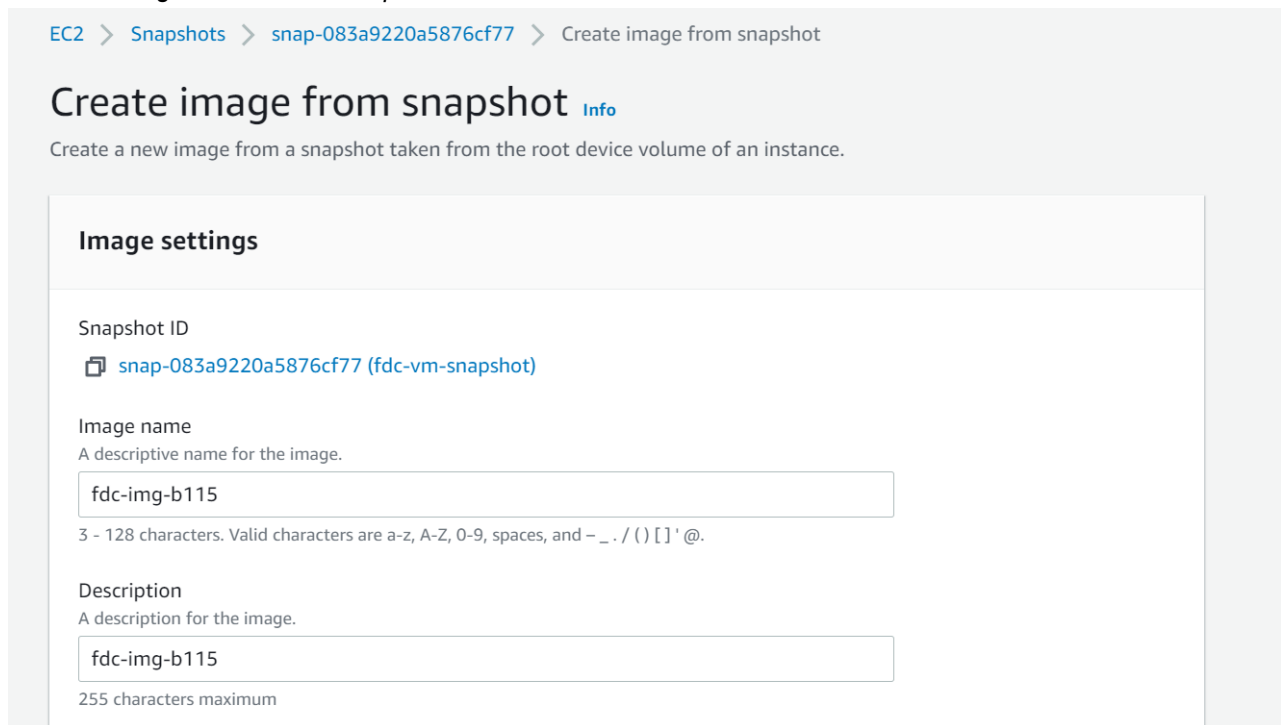 EC2 > Snapshots > snap-083a9220a5876cf77 > Create image from snapshot
Create image from snapshot Info
Create a new image from a snapshot taken from the root device volume of an instance.
Image settings
Snapshot ID
snap-083a9220a5876cf77 (fdc-vm-snapshot)
Image name
A descriptive name for the image.
fdc-img-b115
3 - 128 characters. Valid characters are a-z, A-Z, 0-9, spaces, and – _ . / ( ) [ ] ' @.
Description
A description for the image.
fdc-img-b115
255 characters maximum